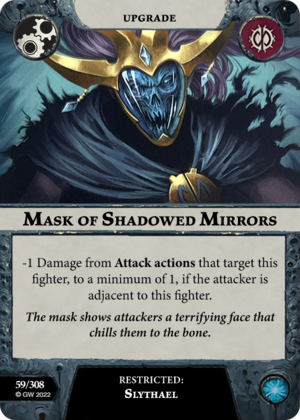 UPGRADE
MASK OF SHADOWED MIRRORS
-1 Damage from Attack actions that target this
fighter, to a minimum of 1, if the attacker is
adjacent to this fighter.
The mask shows attackers a terrifying face that
chills them to the bone.
59/308
© GW 2022
RESTRICTED:
SLYTHAEL